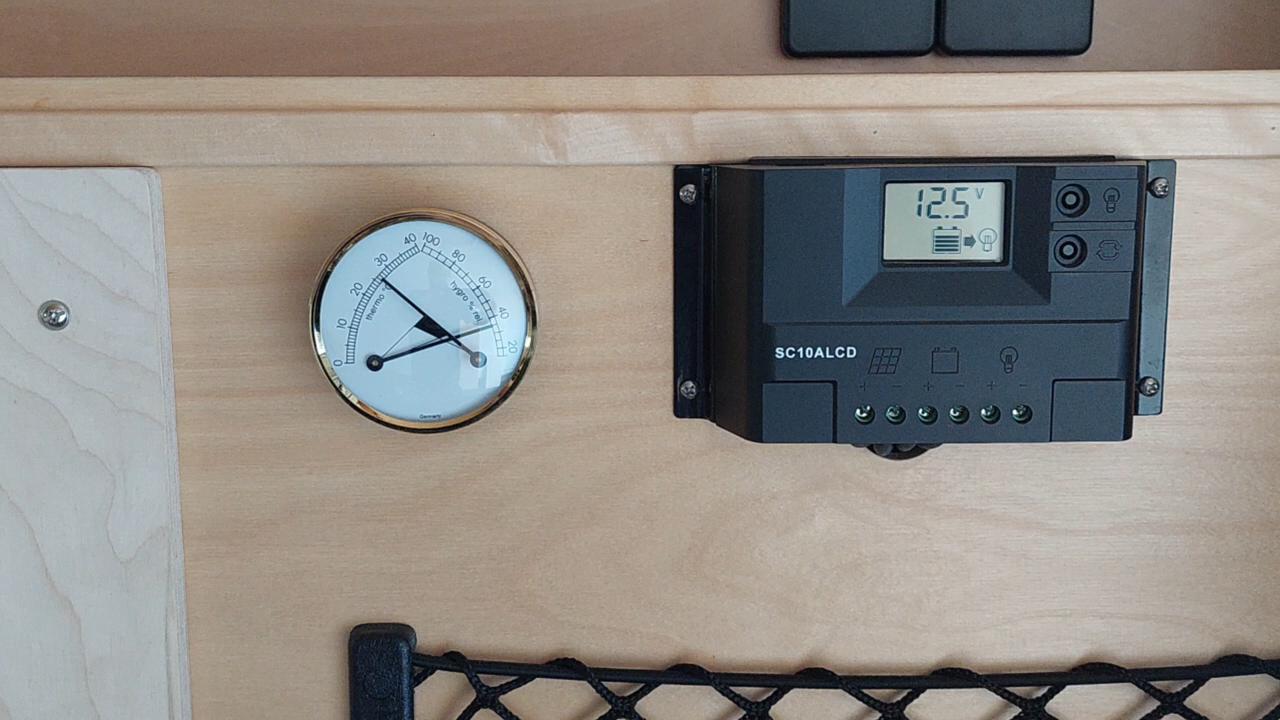 12.5 V
SC10ALCD
+ − + − + −
0 10 20 30 40
100 80 60 40 20
thermo °C
hygro % rel.
Germany